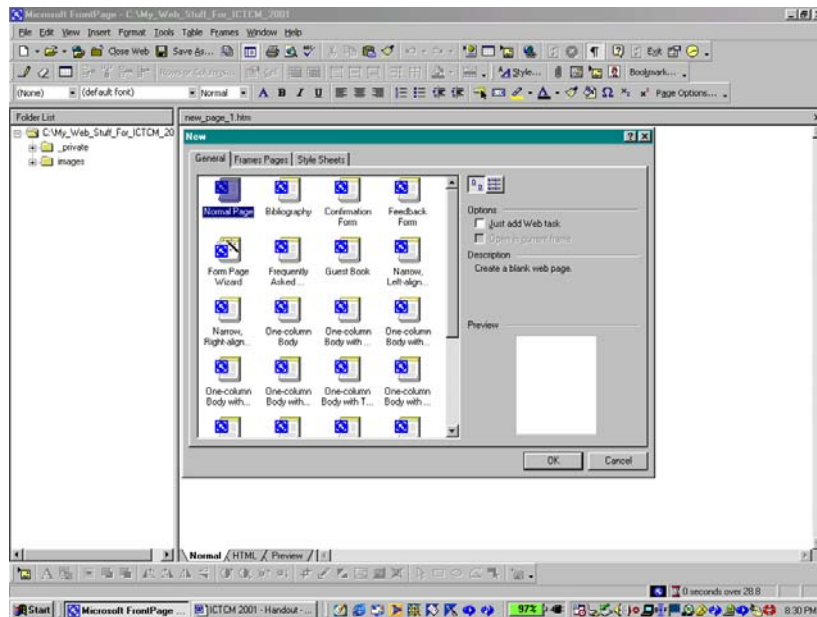 Microsoft FrontPage - C:\My_Web_Stuff_For_ICTCM_2001
File Edit View Insert Format Tools Table Frames Window Help
Close Web Save As... Exit
Rows or Columns... Cell Style... Bookmark...
(None) (default font) Normal A B I U Page Options...
Folder List new_page_1.htm
C:\My_Web_Stuff_For_ICTCM_20
_private
images
New
General Frames Pages Style Sheets
Normal Page Bibliography Confirmation Form Feedback Form
Form Page Wizard Frequently Asked ... Guest Book Narrow, Left-align...
Narrow, Right-align... One-column Body One-column Body with ... One-column Body with...
One-column Body with... One-column Body with... One-column Body with T... One-column Body with ...
Options
Just add Web task
Open in current frame
Description
Create a blank web page.
Preview
OK Cancel
Normal HTML Preview
0 seconds over 28.8
Start Microsoft FrontPage ... ICTCM 2001 - Handout - ... 97% 8:30 PM